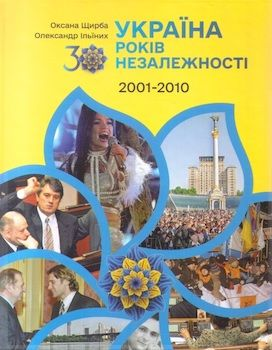 Оксана Щирба
Олександр Ільїних
УКРАЇНА
30 РОКІВ
НЕЗАЛЕЖНОСТІ
2001-2010